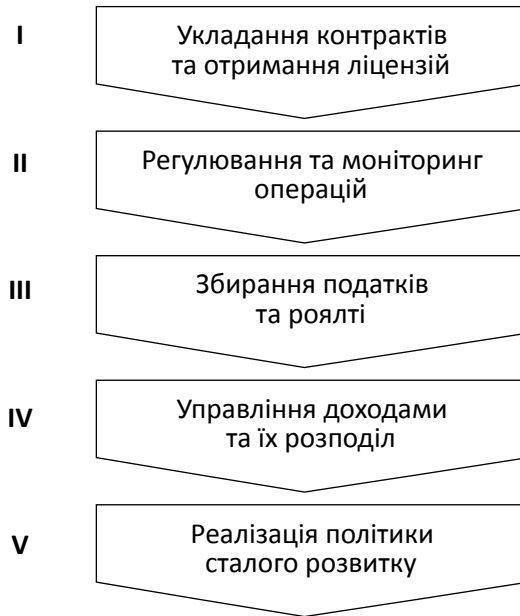 I
Укладання контрактів
та отримання ліцензій
II
Регулювання та моніторинг
операцій
III
Збирання податків
та роялті
IV
Управління доходами
та їх розподіл
V
Реалізація політики
сталого розвитку